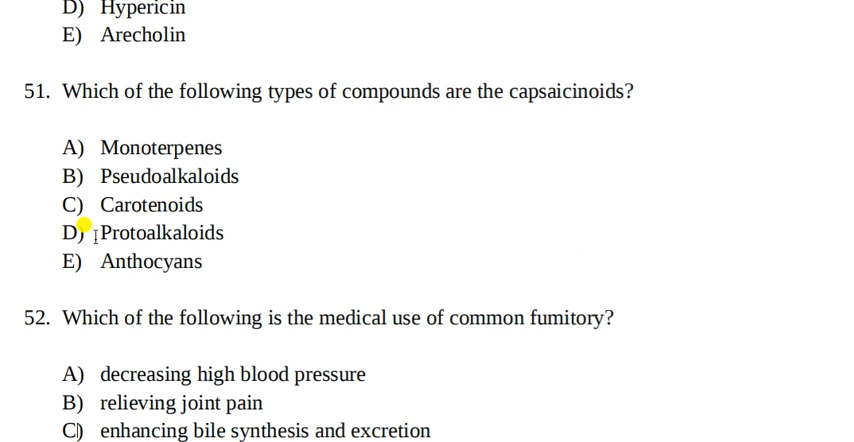 D) Hypericin
E) Arecholin
51. Which of the following types of compounds are the capsaicinoids?
A) Monoterpenes
B) Pseudoalkaloids
C) Carotenoids
D) Protoalkaloids
E) Anthocyans
52. Which of the following is the medical use of common fumitory?
A) decreasing high blood pressure
B) relieving joint pain
C) enhancing bile synthesis and excretion